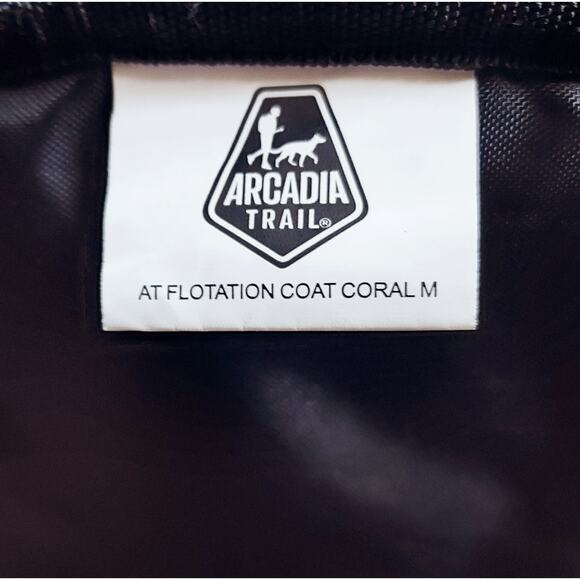 ARCADIA
TRAIL®
AT FLOTATION COAT CORAL M